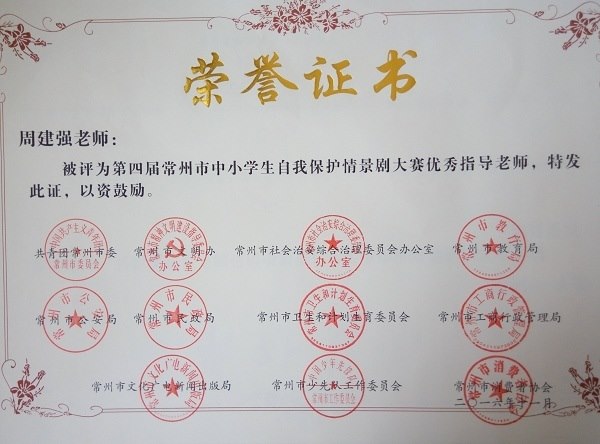 荣誉证书
周建强老师：
被评为第四届常州市中小学生自我保护情景剧大赛优秀指导老师，特发
此证，以资鼓励。
共青团常州市委 常州市文明办 常州市社会治安综合治理委员会办公室 常州市教育局
常州市公安局 常州市民政局 常州市卫生和计划生育委员会 常州市工商行政管理局
常州市文化广电新闻出版局 常州市少先队工作委员会 常州市消费者协会
二〇一六年十一月